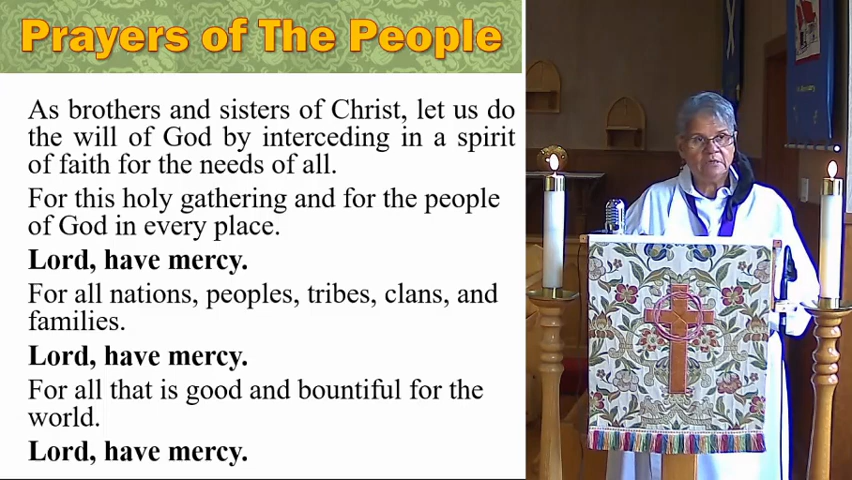 Prayers of The People
As brothers and sisters of Christ, let us do
the will of God by interceding in a spirit
of faith for the needs of all.
For this holy gathering and for the people
of God in every place.
Lord, have mercy.
For all nations, peoples, tribes, clans, and
families.
Lord, have mercy.
For all that is good and bountiful for the
world.
Lord, have mercy.